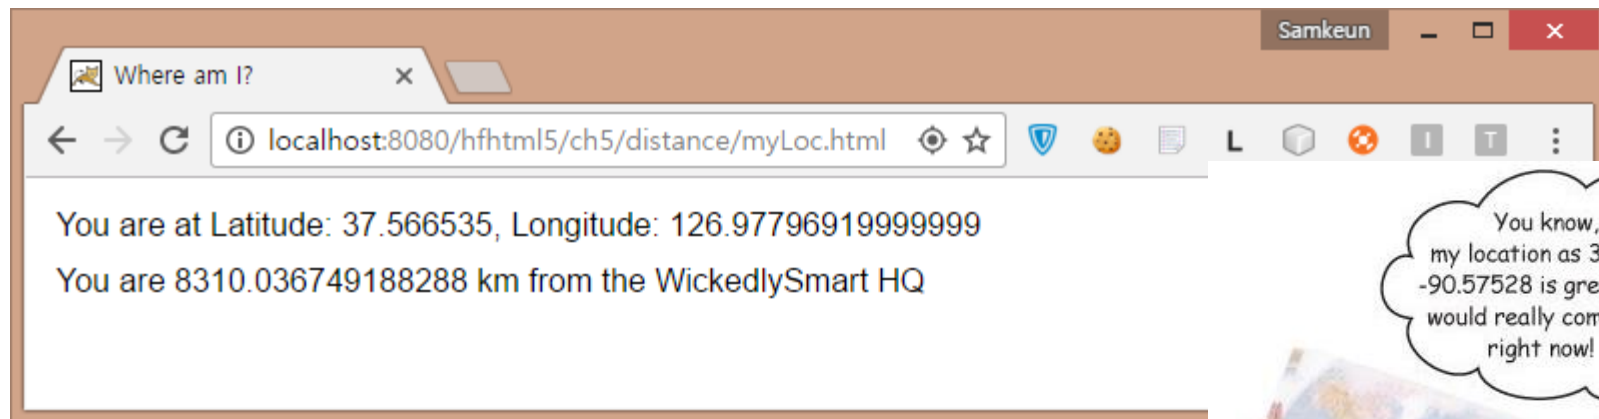 Samkeun
Where am I?
localhost:8080/hfhtml5/ch5/distance/myLoc.html
L
I
T
You are at Latitude: 37.566535, Longitude: 126.97796919999999
You are 8310.036749188288 km from the WickedlySmart HQ
You know,
my location as 3
-90.57528 is gre
would really com
right now!